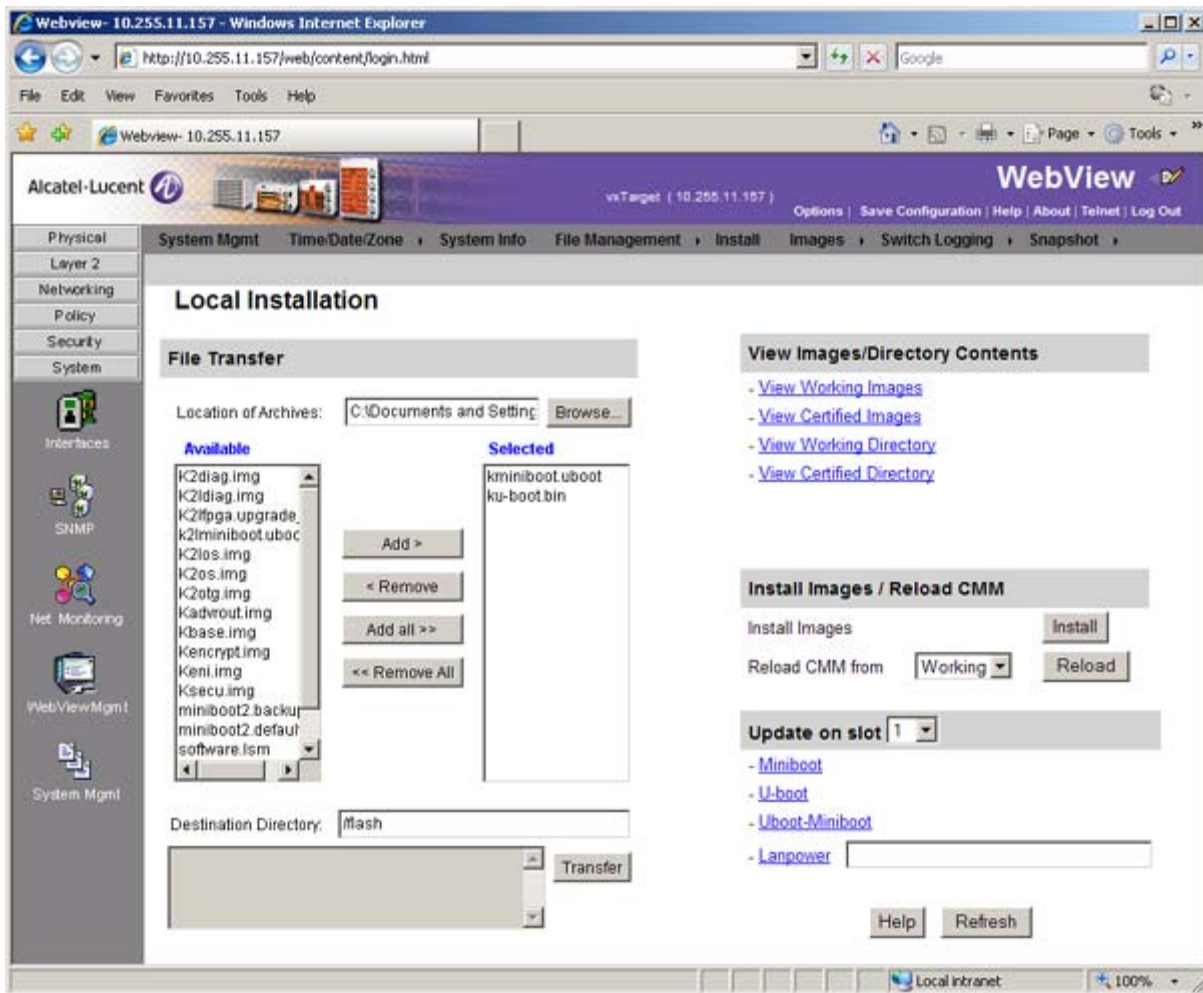 Webview- 10.255.11.157 - Windows Internet Explorer
http://10.255.11.157/web/content/login.html
Google
File Edit View Favorites Tools Help
Webview- 10.255.11.157
Page Tools
Alcatel-Lucent
vxTarget ( 10.255.11.157 )
WebView
Options | Save Configuration | Help | About | Telnet | Log Out
Physical
Layer 2
Networking
Policy
Security
System
Interfaces
SNMP
Net Monitoring
WebViewMgmt
System Mgmt
System Mgmt Time/Date/Zone System Info File Management Install Images Switch Logging Snapshot
Local Installation
File Transfer
Location of Archives: C:\Documents and Setting Browse...
Available
K2diag.img
K2ldiag.img
K2lfpga.upgrade_
k2lminiboot.uboo
K2los.img
K2os.img
K2otg.img
Kadvrout.img
Kbase.img
Kencrypt.img
Keni.img
Ksecu.img
miniboot2.backup
miniboot2.default
software.lsm
Add >
< Remove
Add all >>
<< Remove All
Selected
kminiboot.uboot
ku-boot.bin
Destination Directory: /flash
Transfer
View Images/Directory Contents
- View Working Images
- View Certified Images
- View Working Directory
- View Certified Directory
Install Images / Reload CMM
Install Images Install
Reload CMM from Working Reload
Update on slot 1
- Miniboot
- U-boot
- Uboot-Miniboot
- Lanpower
Help Refresh
Local intranet 100%